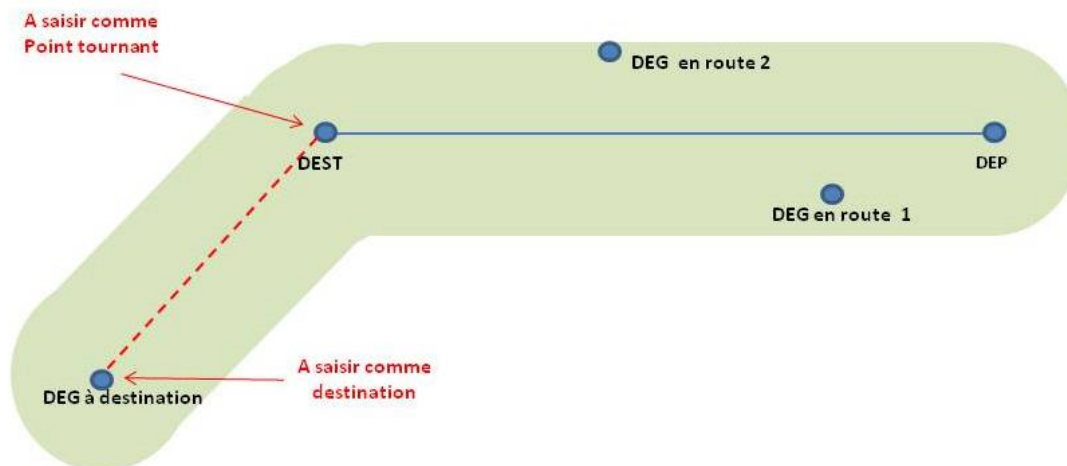 A saisir comme
Point tournant
DEG en route 2
DEST
DEP
DEG en route 1
A saisir comme
destination
DEG à destination